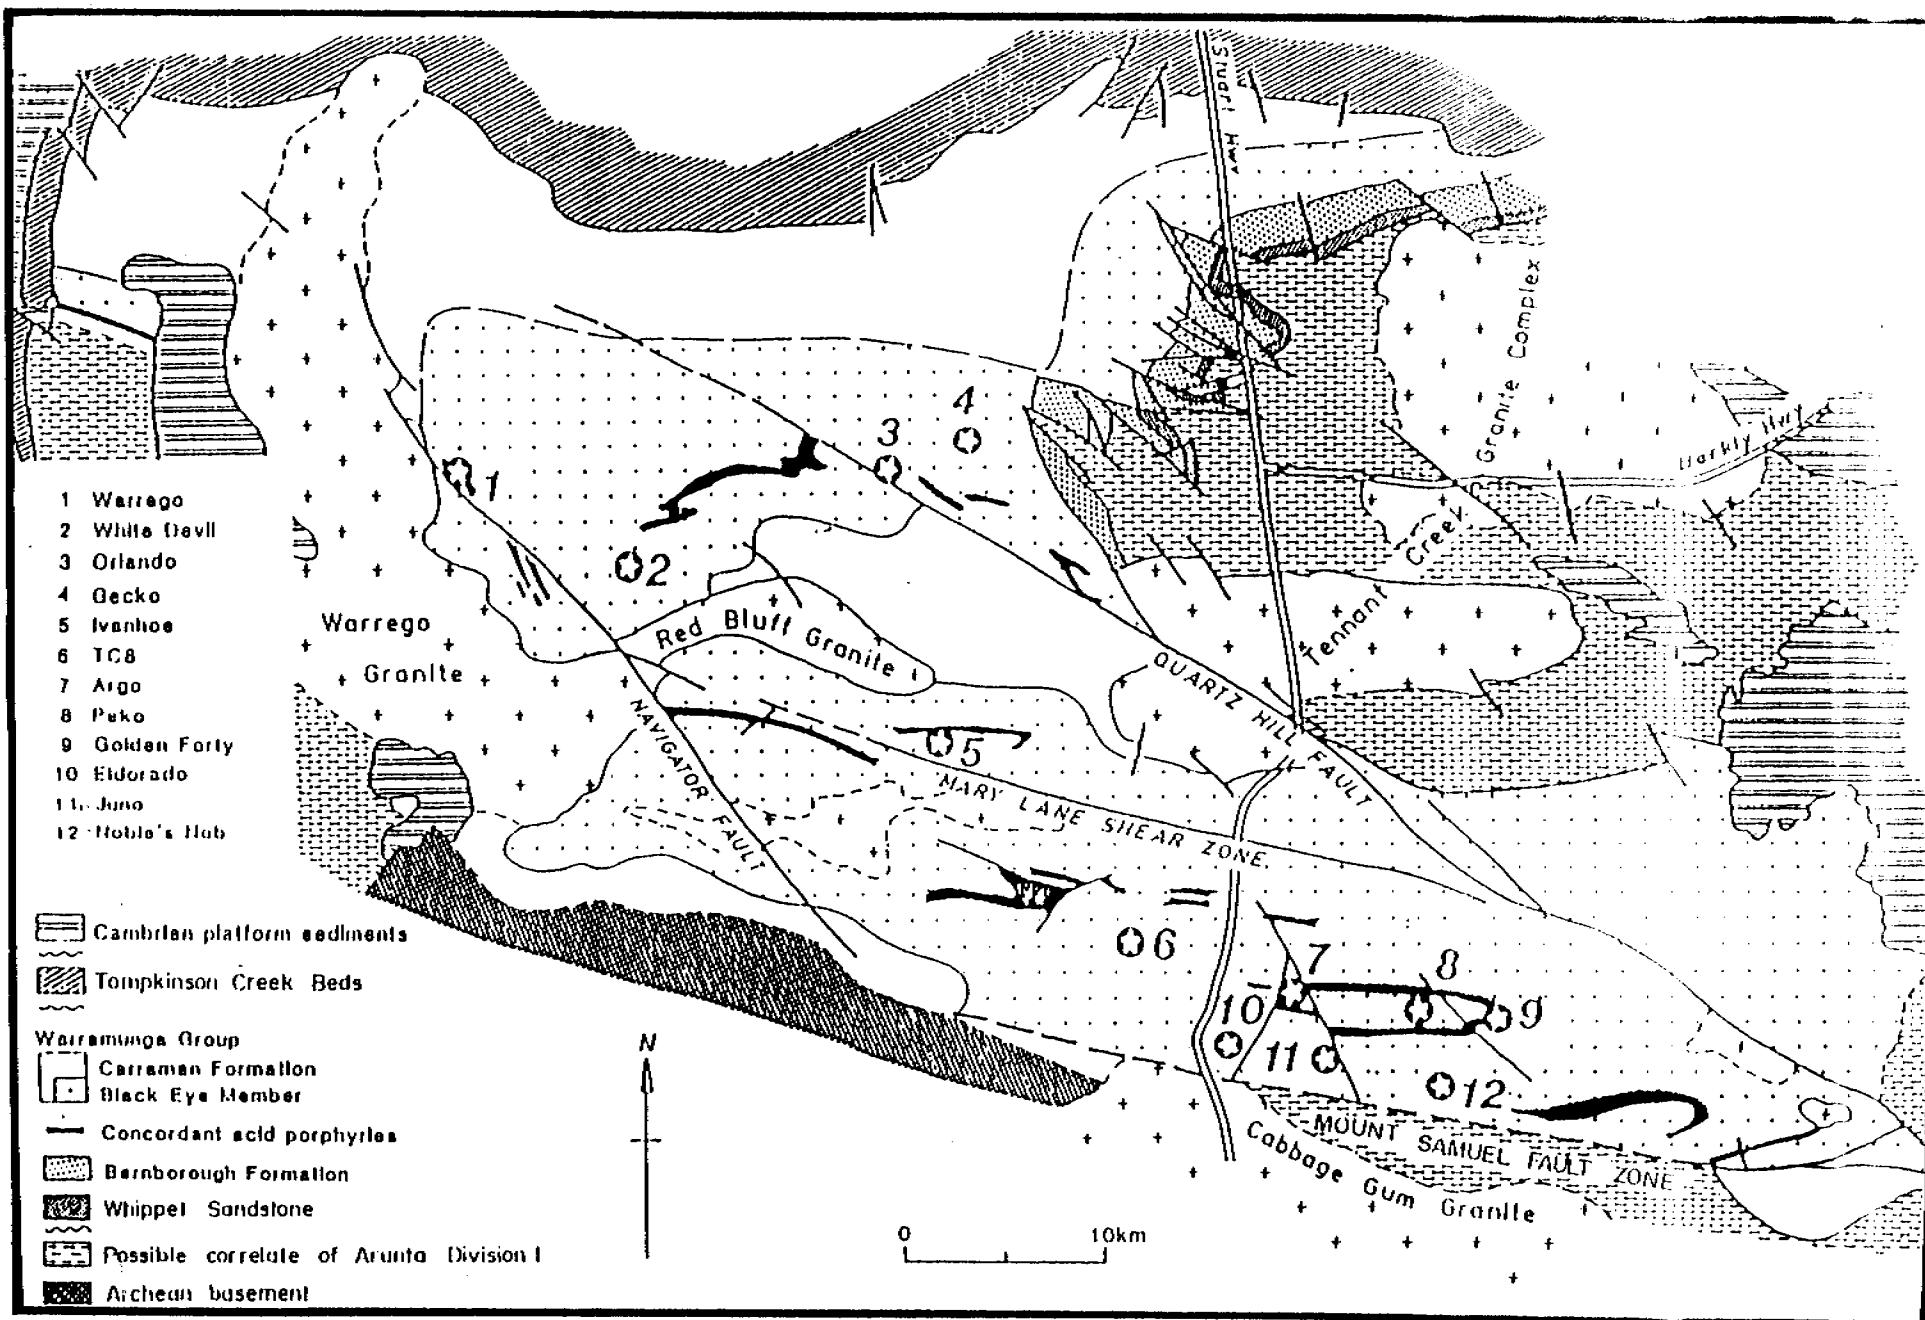 Stuart Hwy
Granite Complex
Barkly Hwy
4
3
1
2
1 Warrego
2 White Devil
3 Orlando
4 Gecko
5 Ivanhoe
6 TC8
7 Argo
8 Peko
9 Golden Forty
10 Eldorado
11 Juno
12 Noble's Nob
Creek
Tennant
Warrego
Granite
Red Bluff Granite
QUARTZ HILL FAULT
NAVIGATOR FAULT
5
MARY LANE SHEAR ZONE
6
7
8
9
10
11
12
MOUNT SAMUEL FAULT ZONE
Cabbage Gum Granite
Cambrian platform sediments
Tompkinson Creek Beds
Warramunga Group
Carraman Formation
Black Eye Member
Concordant acid porphyries
Bernborough Formation
Whippet Sandstone
Possible correlate of Arunta Division I
Archean basement
N
0 10km